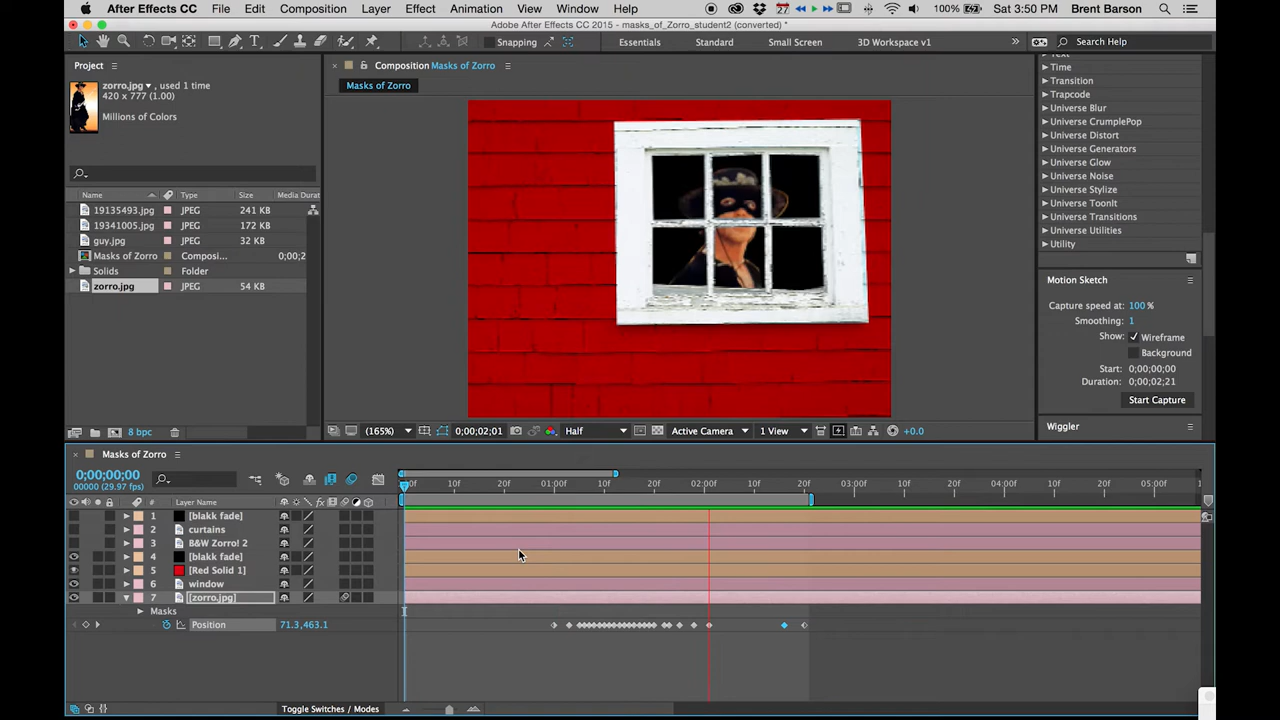 After Effects CC File Edit Composition Layer Effect Animation View Window Help 27 100% Sat 3:50 PM Brent Barson
Adobe After Effects CC 2015 - masks_of_Zorro_student2 (converted) *
Snapping Essentials Standard Small Screen 3D Workspace v1 » Search Help
Project
zorro.jpg ▾, used 1 time
420 x 777 (1.00)
Millions of Colors
Name Type Size Media Durat
19135493.jpg JPEG 241 KB
19341005.jpg JPEG 172 KB
guy.jpg JPEG 32 KB
Masks of Zorro Composi... 0;00;2
Solids Folder
zorro.jpg JPEG 54 KB
8 bpc
× Composition Masks of Zorro
Masks of Zorro
(165%) 0;00;02;01 Half Active Camera 1 View +0.0
Time
Transition
Trapcode
Universe Blur
Universe CrumplePop
Universe Distort
Universe Generators
Universe Glow
Universe Noise
Universe Stylize
Universe ToonIt
Universe Transitions
Universe Utilities
Utility
Motion Sketch
Capture speed at: 100 %
Smoothing: 1
Show: Wireframe
Background
Start: 0;00;00;00
Duration: 0;00;02;21
Start Capture
Wiggler
× Masks of Zorro
0;00;00;00
00000 (29.97 fps)
# Layer Name
10f 20f 01:00f 10f 20f 02:00f 10f 20f 03:00f 10f 20f 04:00f 10f 20f 05:00f
1 [blakk fade]
2 curtains
3 B&W Zorro! 2
4 [blakk fade]
5 [Red Solid 1]
6 window
7 [zorro.jpg]
Masks
Position 71.3,463.1
Toggle Switches / Modes